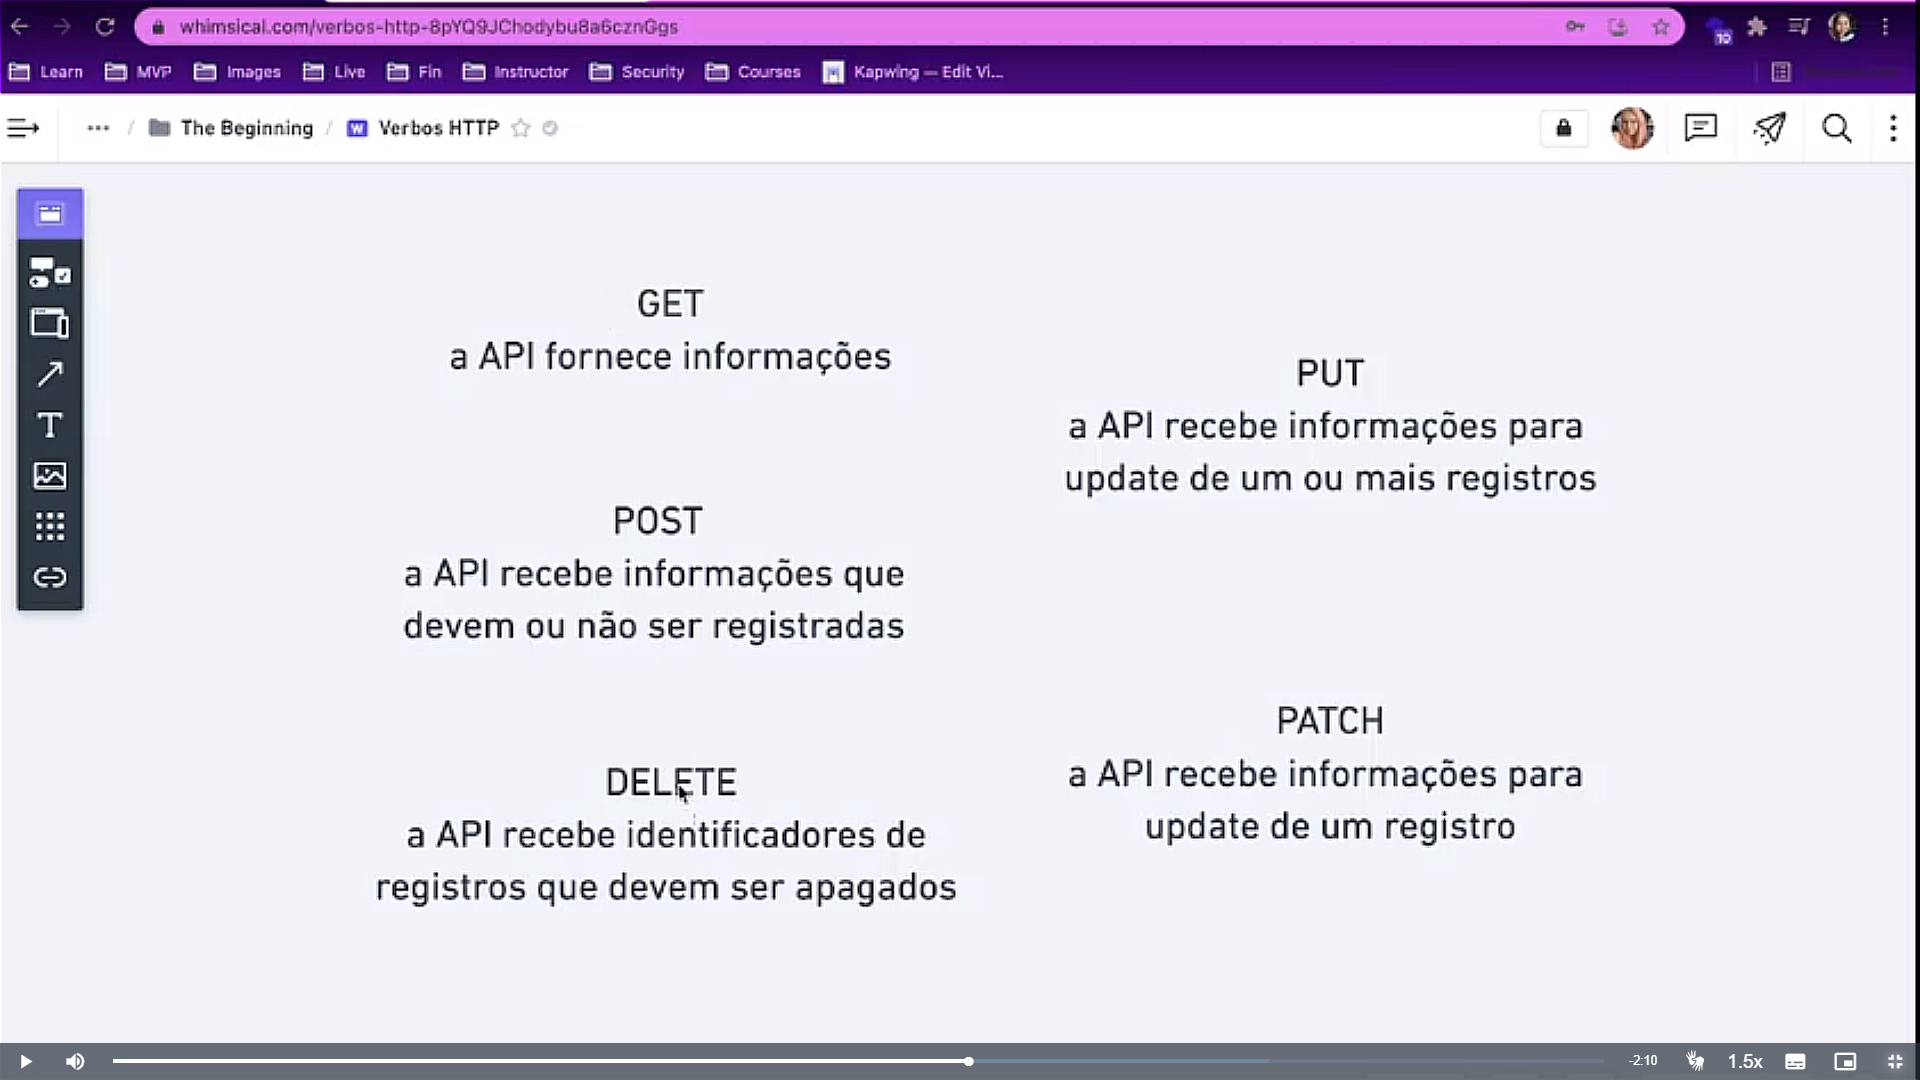 whimsical.com/verbos-http-8pYQ9JChodybu8a6cznGgs
10
Learn MVP Images Live Fin Instructor Security Courses Kapwing — Edit Vi...
... / The Beginning / W Verbos HTTP
GET
a API fornece informações
PUT
a API recebe informações para
update de um ou mais registros
POST
a API recebe informações que
devem ou não ser registradas
PATCH
a API recebe informações para
update de um registro
DELETE
a API recebe identificadores de
registros que devem ser apagados
-2:10 1.5x